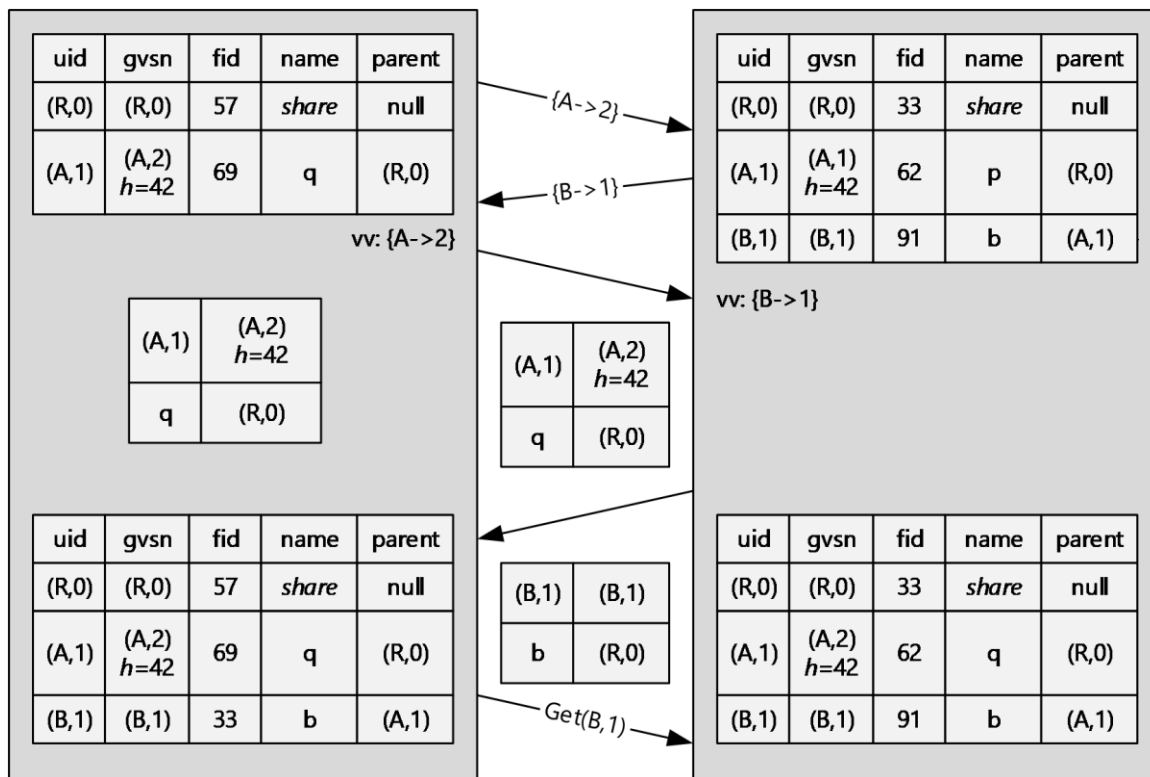 uid gvsn fid name parent
(R,0) (R,0) 57 share null
(A,1) (A,2) h=42 69 q (R,0)
vv: {A->2}
(A,1) (A,2) h=42
q (R,0)
uid gvsn fid name parent
(R,0) (R,0) 57 share null
(A,1) (A,2) h=42 69 q (R,0)
(B,1) (B,1) 33 b (A,1)
{A->2}
{B->1}
(A,1) (A,2) h=42
q (R,0)
(B,1) (B,1)
b (R,0)
Get(B,1)
uid gvsn fid name parent
(R,0) (R,0) 33 share null
(A,1) (A,1) h=42 62 p (R,0)
(B,1) (B,1) 91 b (A,1)
vv: {B->1}
uid gvsn fid name parent
(R,0) (R,0) 33 share null
(A,1) (A,2) h=42 62 q (R,0)
(B,1) (B,1) 91 b (A,1)